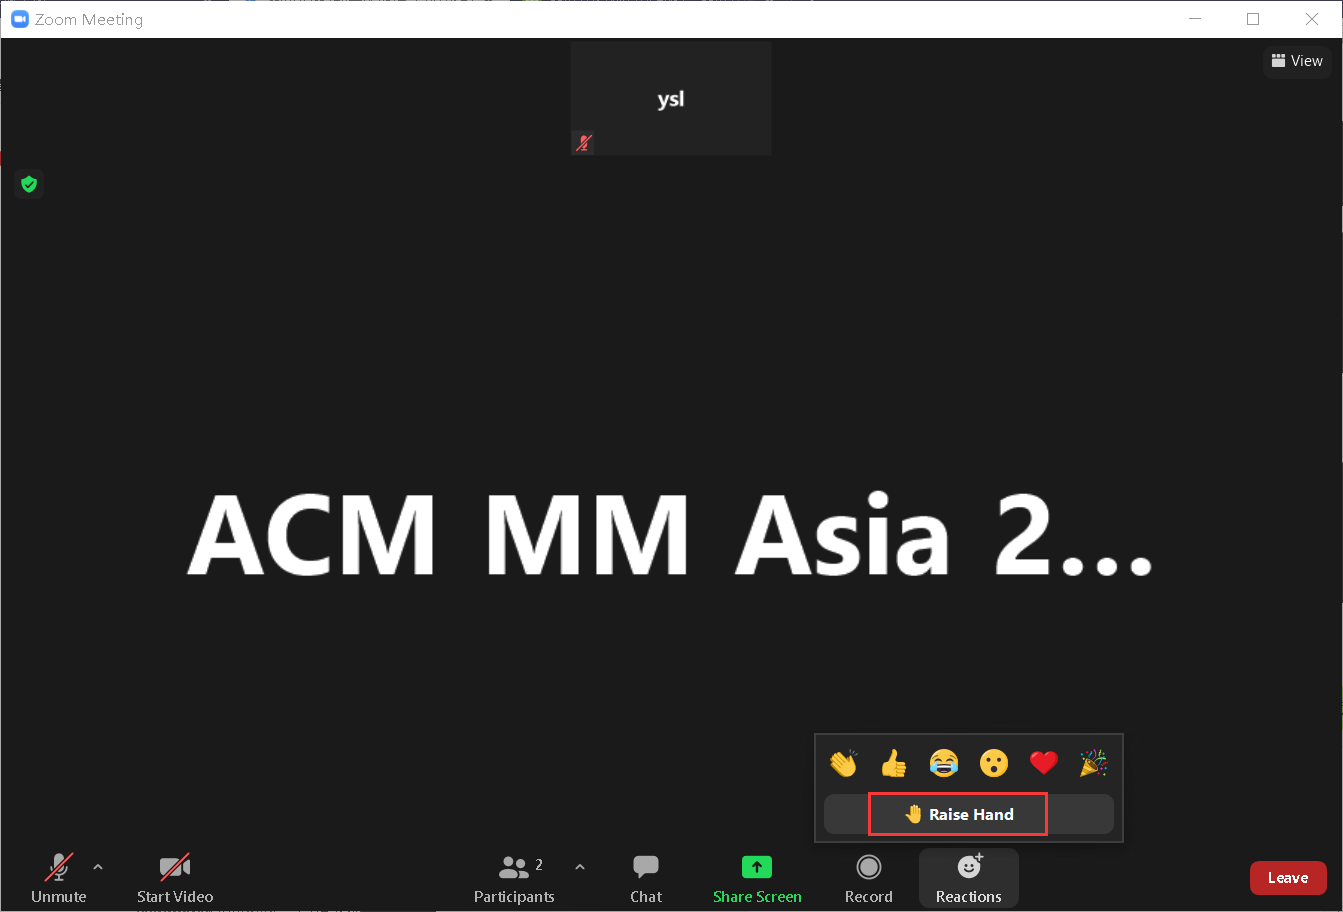 Zoom Meeting
View
ysl
ACM MM Asia 2...
Raise Hand
2
Unmute
Start Video
Participants
Chat
Share Screen
Record
Reactions
Leave